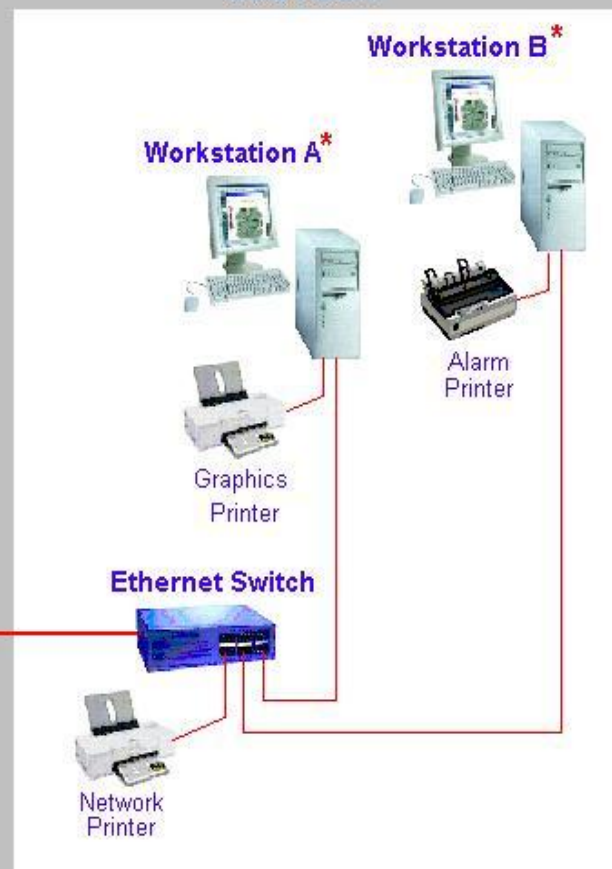 Workstation B*
Workstation A*
Alarm
Printer
Graphics
Printer
Ethernet Switch
Network
Printer